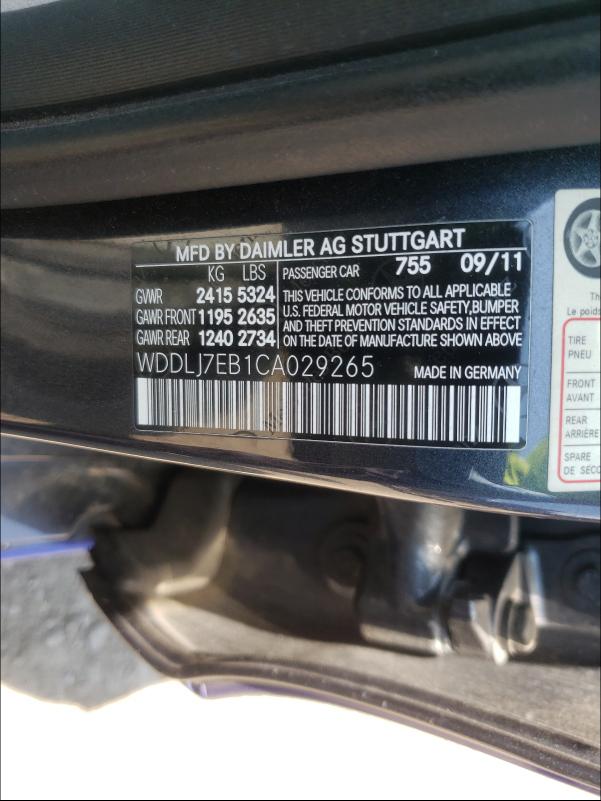 MFD BY DAIMLER AG STUTTGART
KG LBS
GVWR 2415 5324
GAWR FRONT 1195 2635
GAWR REAR 1240 2734
PASSENGER CAR 755 09/11
THIS VEHICLE CONFORMS TO ALL APPLICABLE
U.S. FEDERAL MOTOR VEHICLE SAFETY,BUMPER
AND THEFT PREVENTION STANDARDS IN EFFECT
ON THE DATE OF MANUFACTURE SHOWN ABOVE
WDDLJ7EB1CA029265 MADE IN GERMANY
Le poids
TIRE
PNEU
FRONT
AVANT
REAR
ARRIÈRE
SPARE